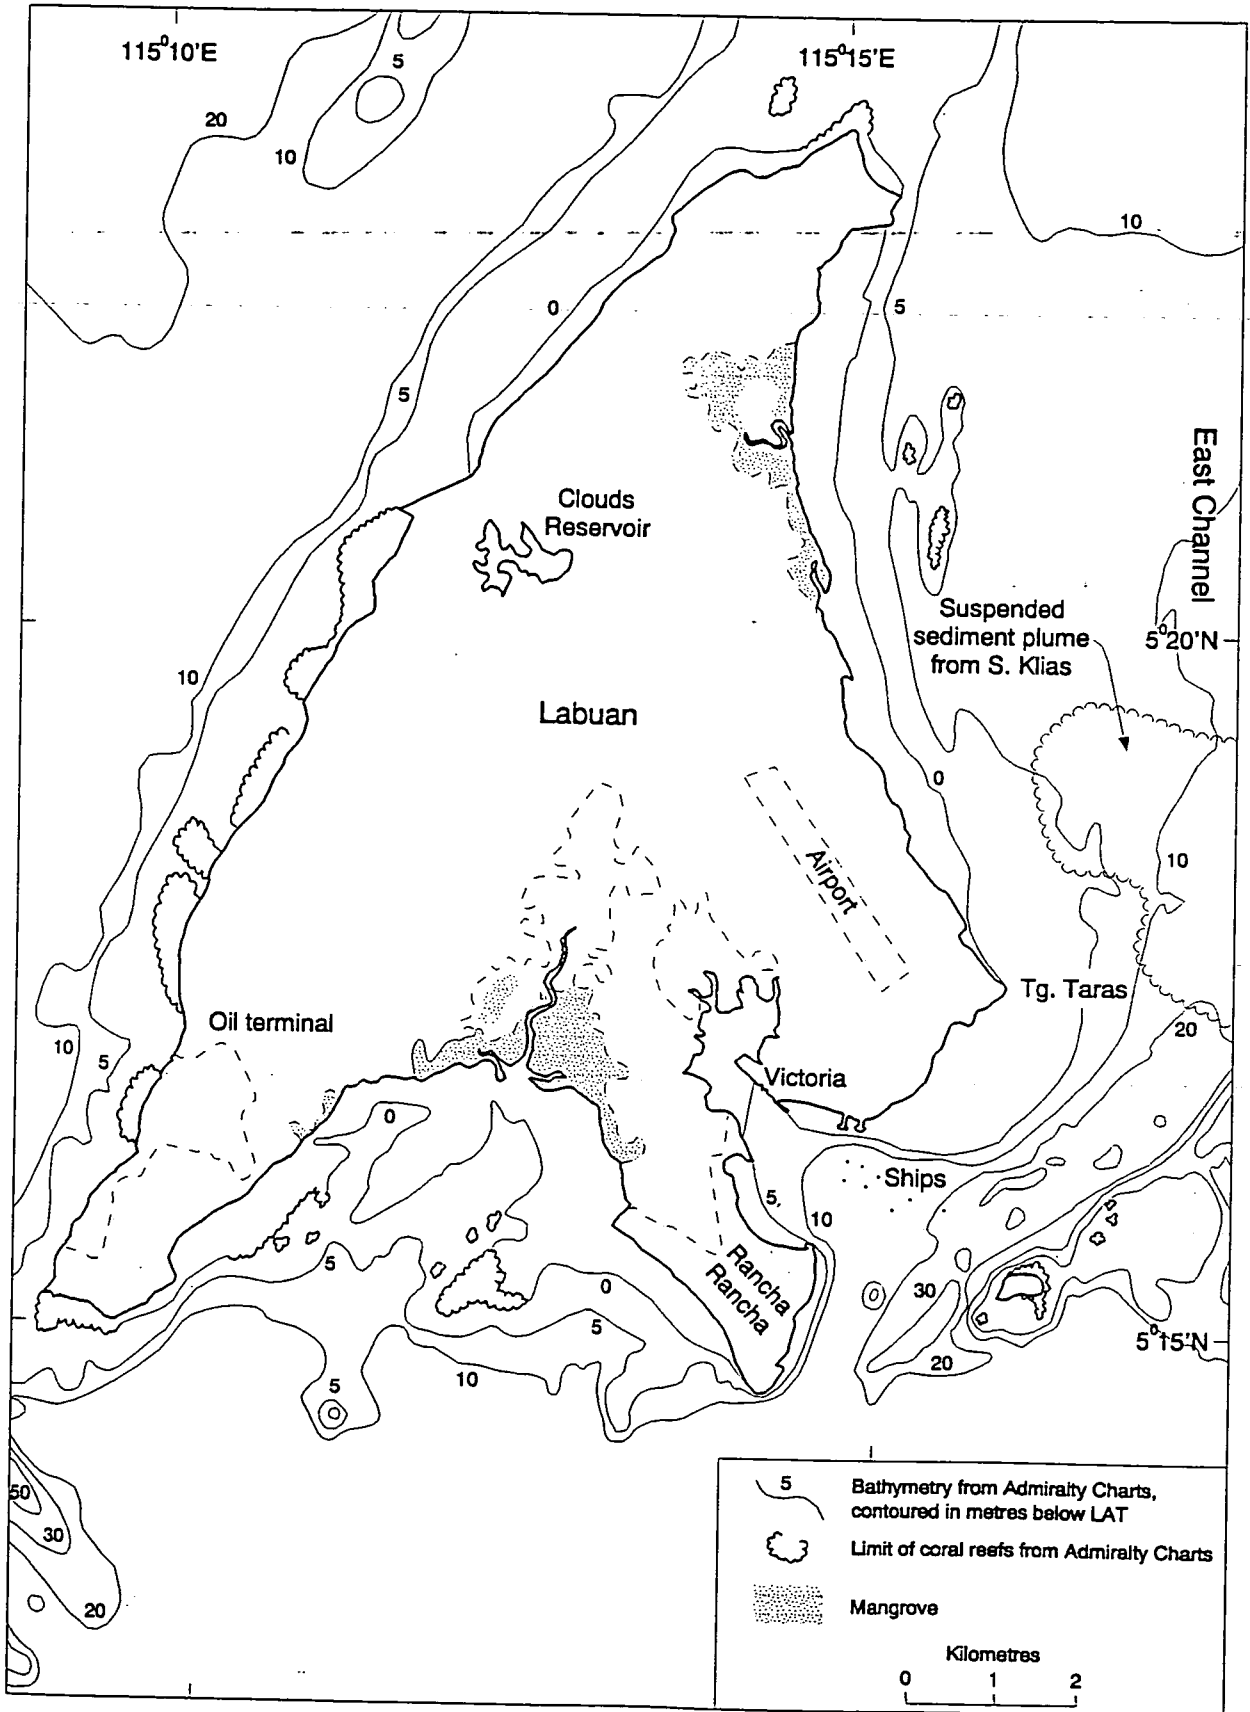 115°10'E
115°15'E
5
20
10
10
0
5
5
East Channel
Clouds
Reservoir
Suspended
sediment plume
from S. Klias
5°20'N
10
Labuan
0
Airport
10
Tg. Taras
Oil terminal
20
10
5
Victoria
0
Ships
5
10
Rancha
Rancha
5
0
30
5
5°15'N
20
10
5
50
30
20
5
Bathymetry from Admiralty Charts,
contoured in metres below LAT
Limit of coral reefs from Admiralty Charts
Mangrove
Kilometres
0 1 2